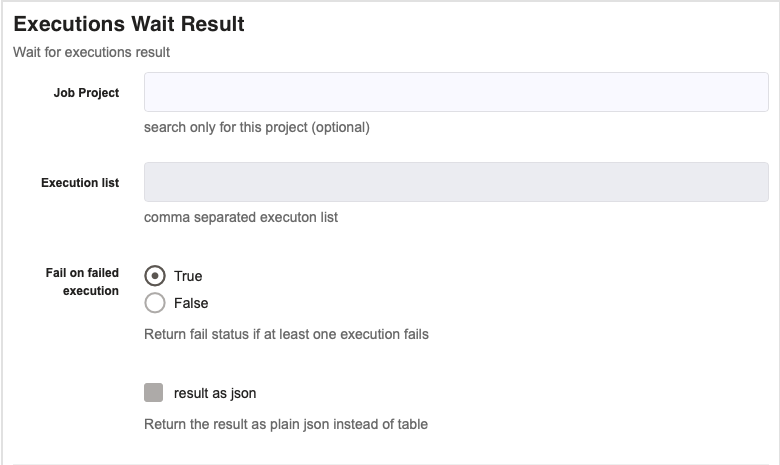 Executions Wait Result
Wait for executions result
Job Project
search only for this project (optional)
Execution list
comma separated executon list
Fail on failed
execution
True
False
Return fail status if at least one execution fails
result as json
Return the result as plain json instead of table